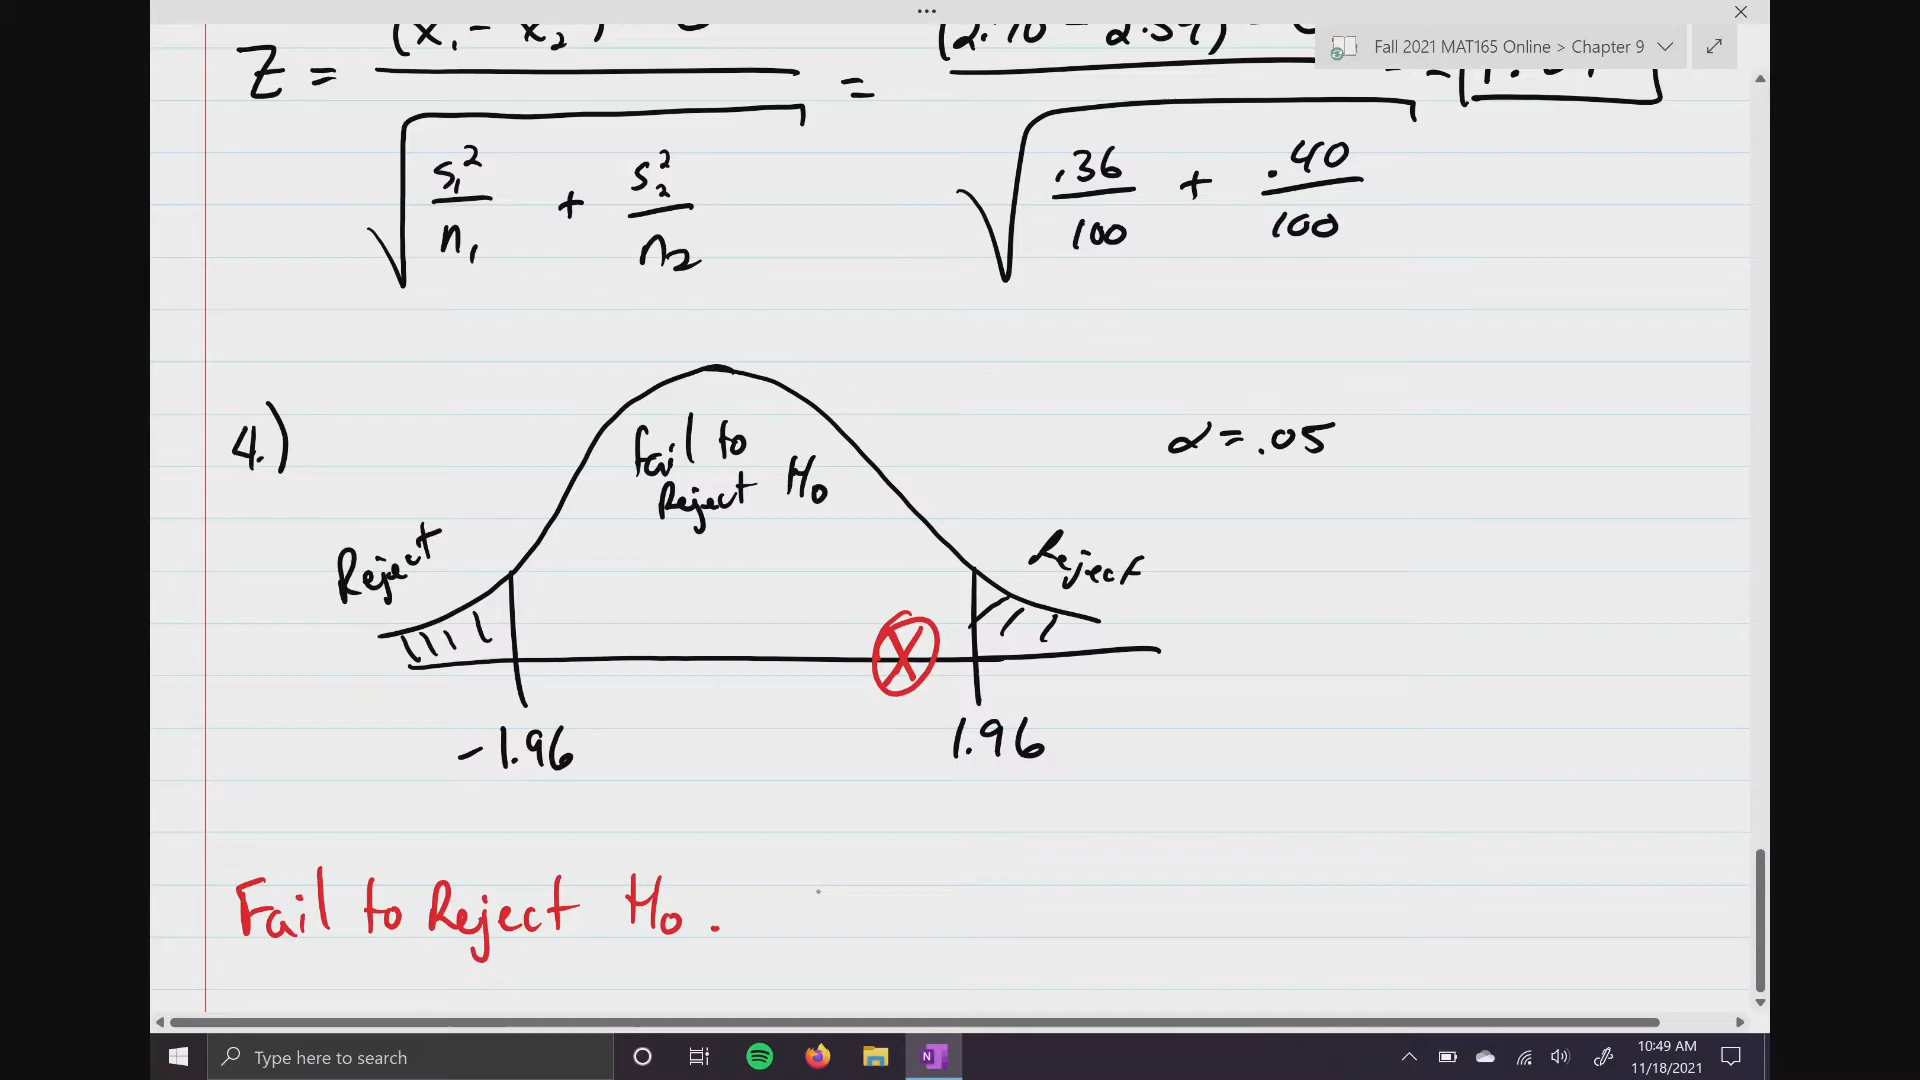 Fall 2021 MAT165 Online > Chapter 9
Z = (x₁ - x₂) / √(s₁²/n₁ + s₂²/n₂) = / √(.36/100 + .40/100) =
4.)
Fail to
Reject H₀
α = .05
Reject
Reject
-1.96
1.96
Fail to Reject H₀.
Type here to search
10:49 AM
11/18/2021